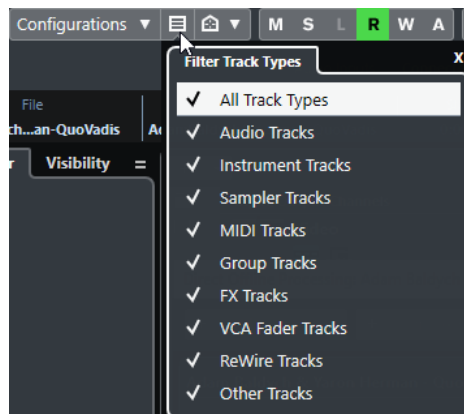 Configurations M S L R W A
Filter Track Types x
All Track Types
File
ch...an-QuoVadis
Audio Tracks
Visibility
Instrument Tracks
Sampler Tracks
MIDI Tracks
Group Tracks
FX Tracks
VCA Fader Tracks
ReWire Tracks
Other Tracks